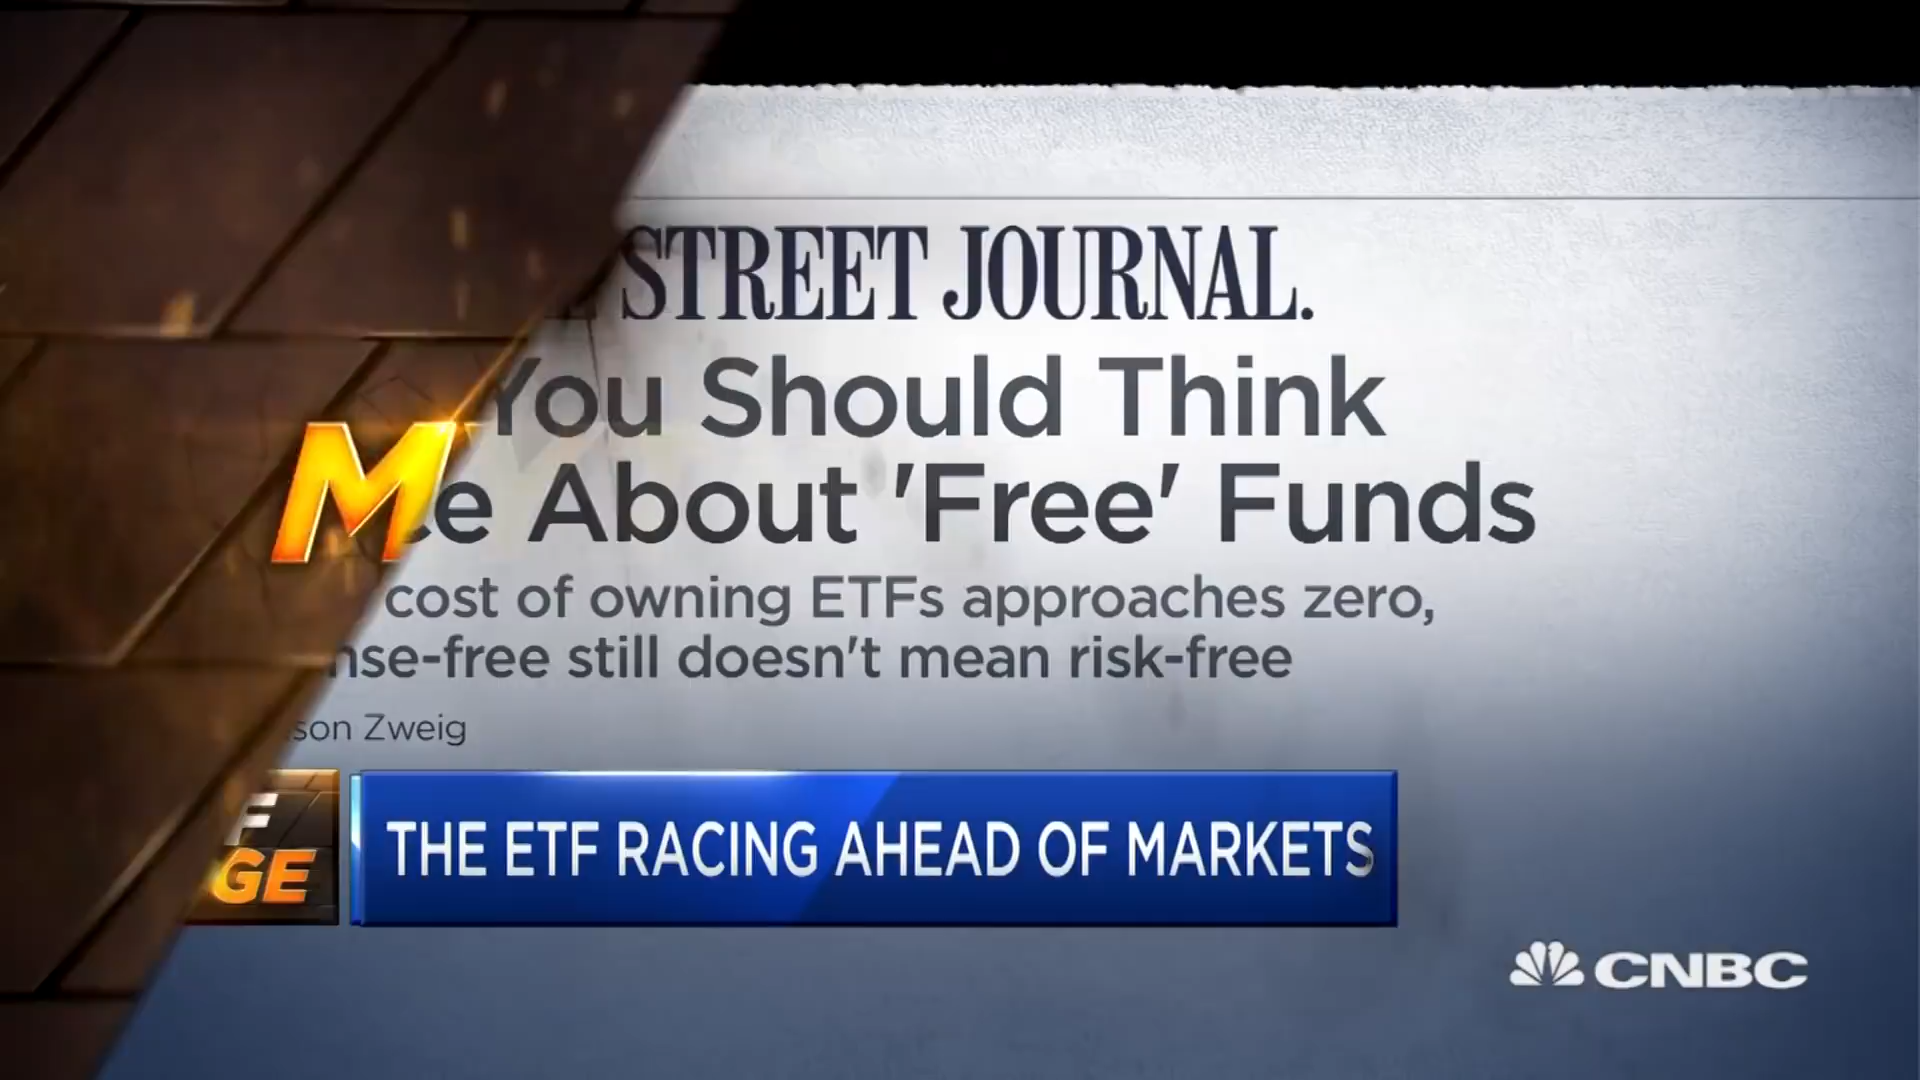 STREET JOURNAL.
You Should Think
M
e About 'Free' Funds
cost of owning ETFs approaches zero,
nse-free still doesn't mean risk-free
son Zweig
F
GE
THE ETF RACING AHEAD OF MARKETS
CNBC